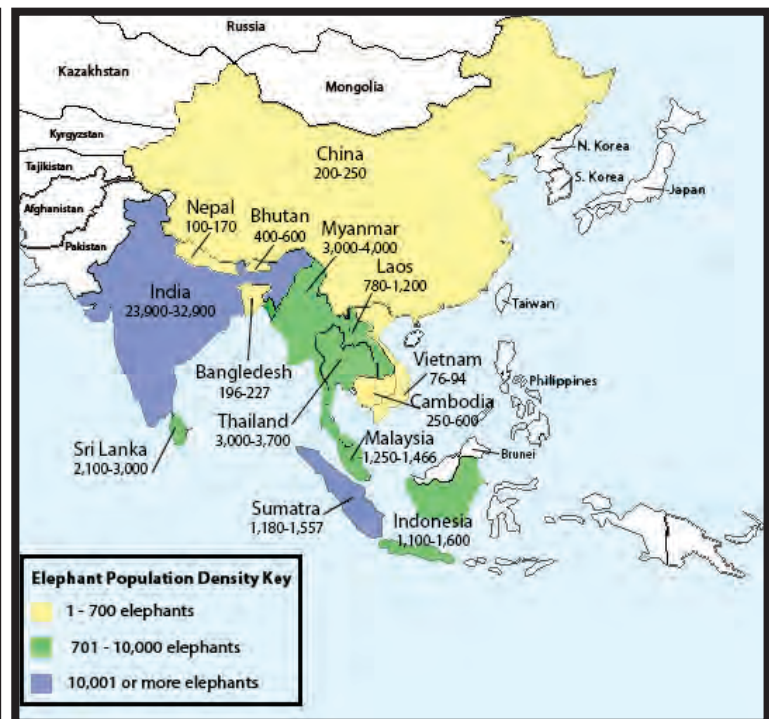 Russia
Kazakhstan
Mongolia
Kyrgyzstan
Tajikistan
Afghanistan
Pakistan
N. Korea
S. Korea
Japan
China
200-250
Nepal
100-170
Bhutan
400-600
Myanmar
3,000-4,000
Laos
780-1,200
India
23,900-32,900
Taiwan
Bangledesh
196-227
Vietnam
76-94
Philippines
Cambodia
250-600
Thailand
3,000-3,700
Sri Lanka
2,100-3,000
Malaysia
1,250-1,466
Brunei
Sumatra
1,180-1,557
Indonesia
1,100-1,600
Elephant Population Density Key
1 - 700 elephants
701 - 10,000 elephants
10,001 or more elephants